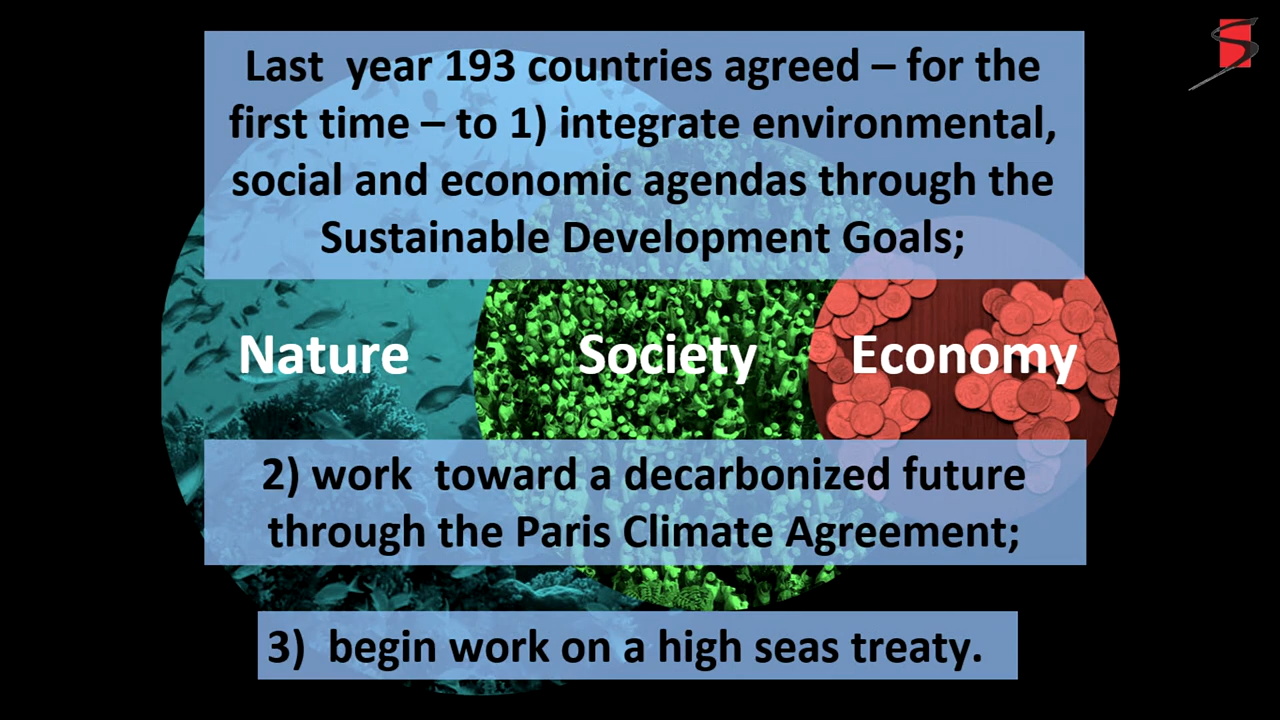 Last year 193 countries agreed – for the
first time – to 1) integrate environmental,
social and economic agendas through the
Sustainable Development Goals;
Nature Society Economy
2) work toward a decarbonized future
through the Paris Climate Agreement;
3) begin work on a high seas treaty.